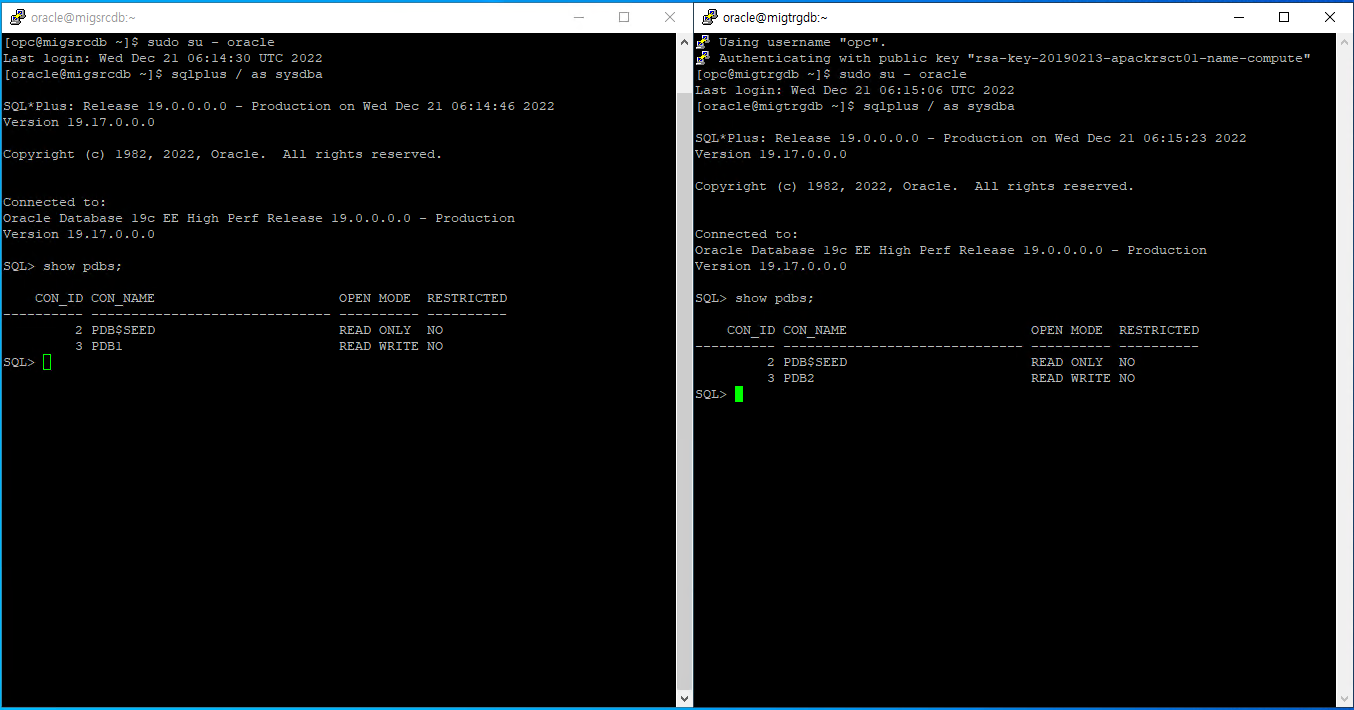 oracle@migsrcdb:~
[opc@migsrcdb ~]$ sudo su - oracle
Last login: Wed Dec 21 06:14:30 UTC 2022
[oracle@migsrcdb ~]$ sqlplus / as sysdba
SQL*Plus: Release 19.0.0.0.0 - Production on Wed Dec 21 06:14:46 2022
Version 19.17.0.0.0
Copyright (c) 1982, 2022, Oracle.  All rights reserved.
Connected to:
Oracle Database 19c EE High Perf Release 19.0.0.0.0 - Production
Version 19.17.0.0.0
SQL> show pdbs;
    CON_ID CON_NAME                       OPEN MODE  RESTRICTED
---------- ------------------------------ ---------- ----------
         2 PDB$SEED                       READ ONLY  NO
         3 PDB1                           READ WRITE NO
SQL>
oracle@migtrgdb:~
Using username "opc".
Authenticating with public key "rsa-key-20190213-apackrsct01-name-compute"
[opc@migtrgdb ~]$ sudo su - oracle
Last login: Wed Dec 21 06:15:06 UTC 2022
[oracle@migtrgdb ~]$ sqlplus / as sysdba
SQL*Plus: Release 19.0.0.0.0 - Production on Wed Dec 21 06:15:23 2022
Version 19.17.0.0.0
Copyright (c) 1982, 2022, Oracle.  All rights reserved.
Connected to:
Oracle Database 19c EE High Perf Release 19.0.0.0.0 - Production
Version 19.17.0.0.0
SQL> show pdbs;
    CON_ID CON_NAME                       OPEN MODE  RESTRICTED
---------- ------------------------------ ---------- ----------
         2 PDB$SEED                       READ ONLY  NO
         3 PDB2                           READ WRITE NO
SQL>